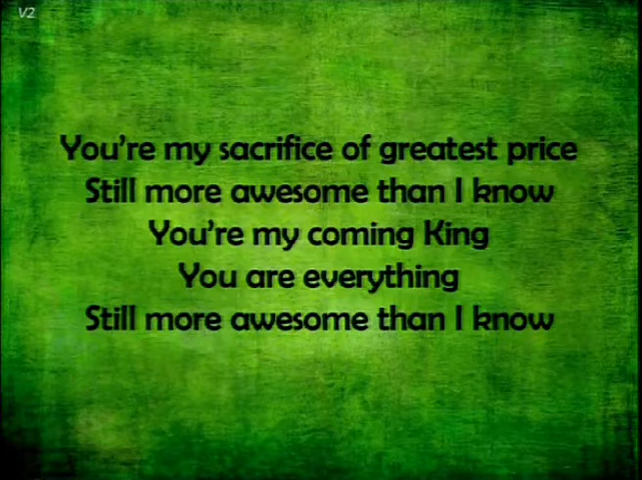 V2
You're my sacrifice of greatest price
Still more awesome than I know
You're my coming King
You are everything
Still more awesome than I know